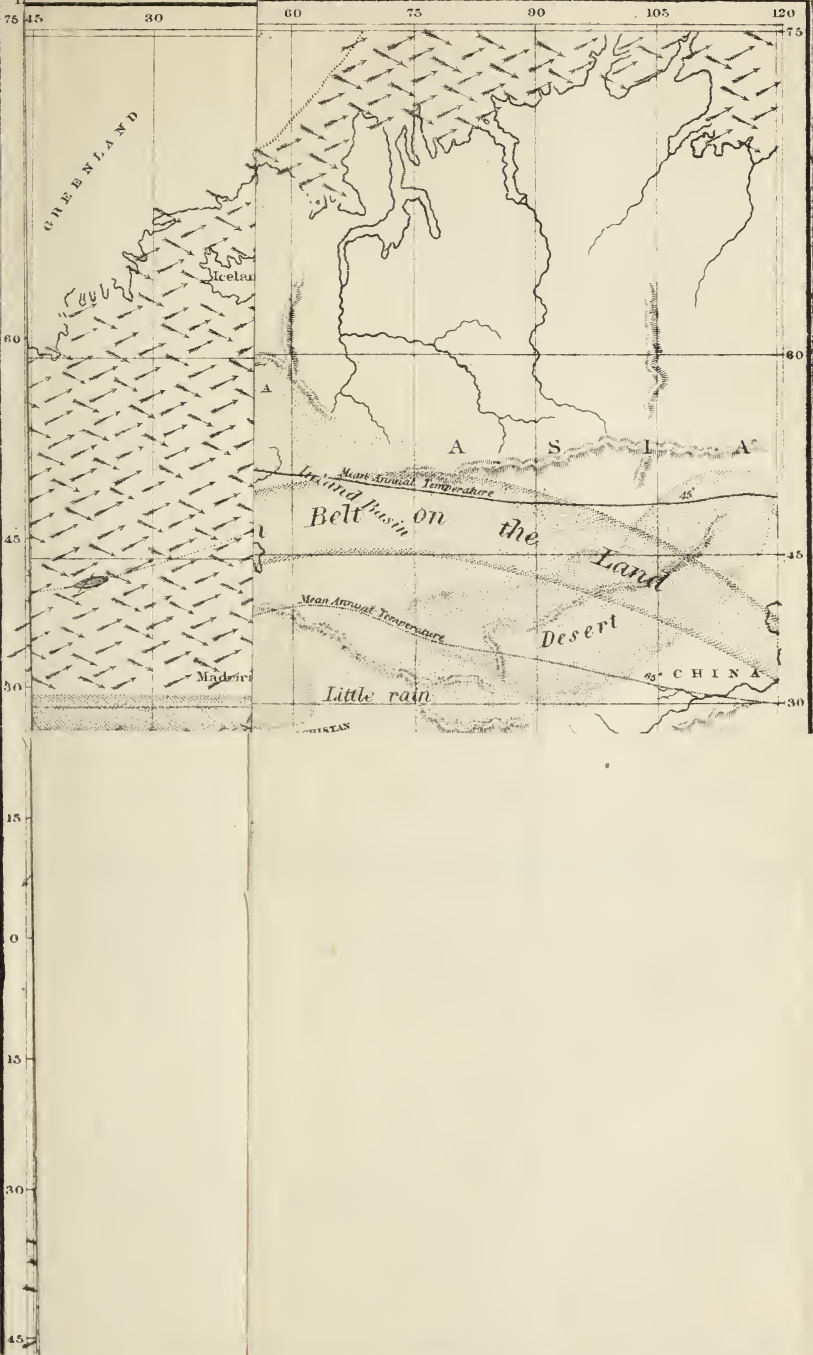 75 45 30 60 75 90 105 120
75
GREENLAND
Icelan
60
60
A
A S I A
Mean Annual Temperature
45°
Inland Basin
Belt on the Land
45
45
Mean Annual Temperature
Desert
Madeira
65°
CHINA
30
Little rain
30
HISTAN
15
0
15
30
45